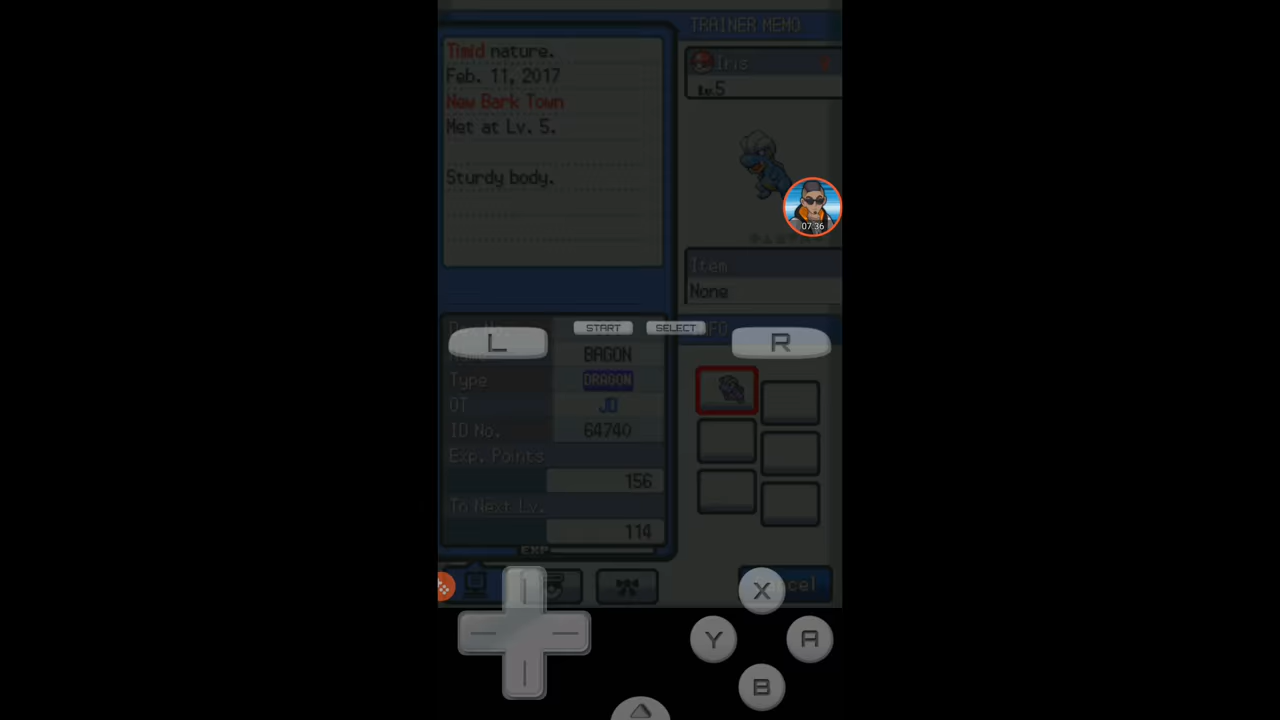 TRAINER MEMO
Timid nature.
Feb. 11, 2017
New Bark Town
Met at Lv. 5.
Sturdy body.
Iris
Lv.5
07:36
Item
None
START
SELECT
L
R
BAGON
Type DRAGON
OT JD
ID No. 64740
Exp. Points
156
To Next Lv.
114
EXP
X
Y
A
B